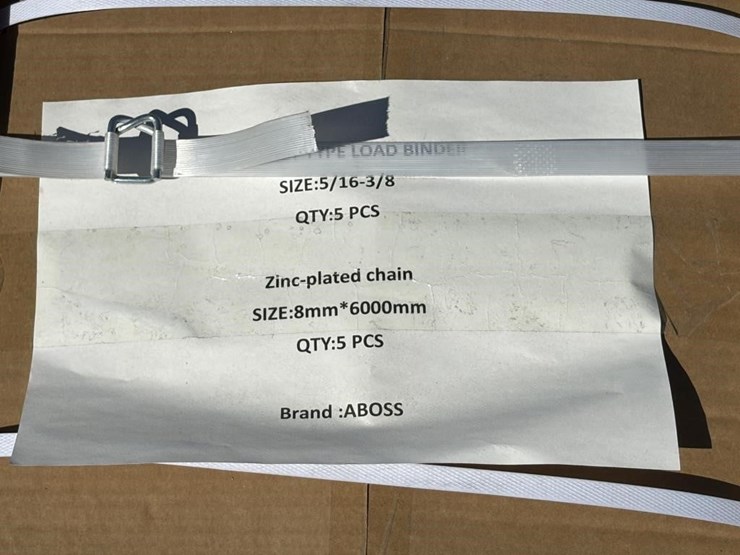 TYPE LOAD BINDER
SIZE:5/16-3/8
QTY:5 PCS
Zinc-plated chain
SIZE:8mm*6000mm
QTY:5 PCS
Brand :ABOSS